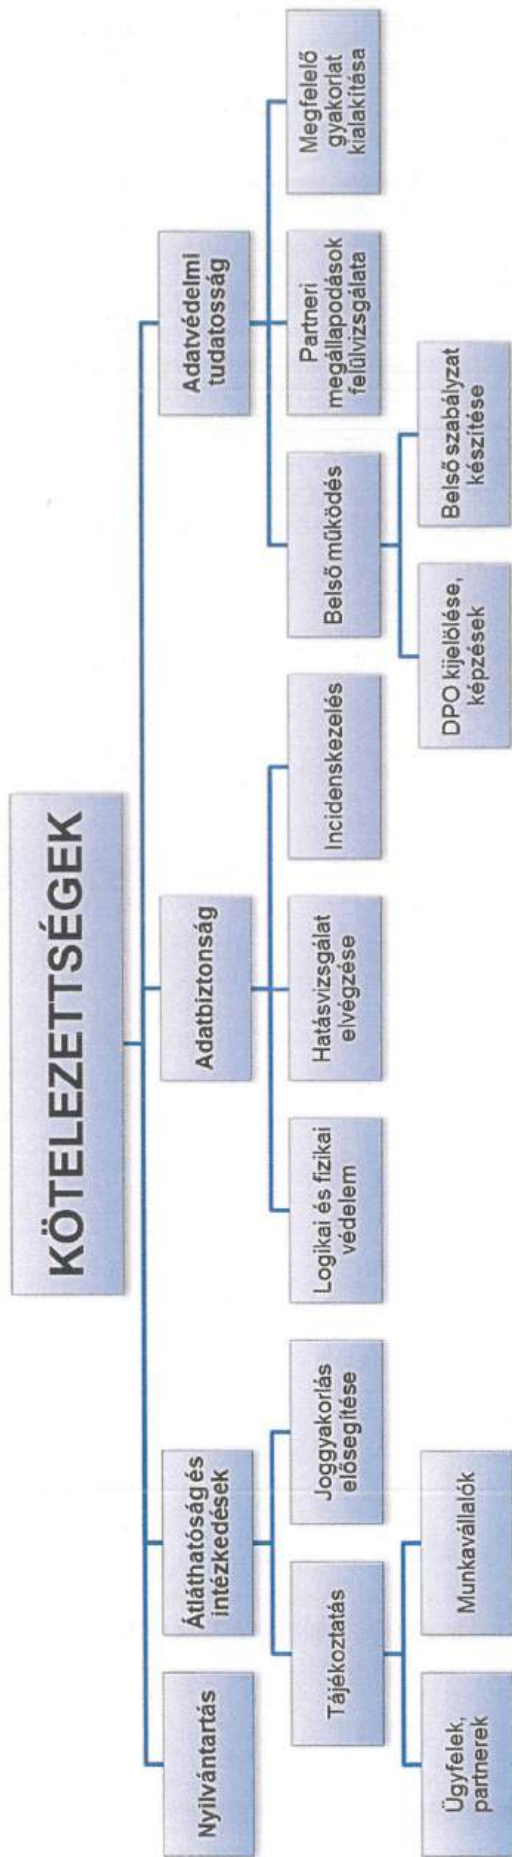 KÖTELEZETTSÉGEK
Nyilvántartás
Átláthatóság és
intézkedések
Adatbiztonság
Adatvédelmi
tudatosság
Tájékoztatás
Joggyakorlás
elősegítése
Logikai és fizikai
védelem
Hatásvizsgálat
elvégzése
Incidenskezelés
Belső működés
Partneri
megállapodások
felülvizsgálata
Megfelelő
gyakorlat
kialakítása
Ügyfelek,
partnerek
Munkavállalók
DPO kijelölése,
képzések
Belső szabályzat
készítése